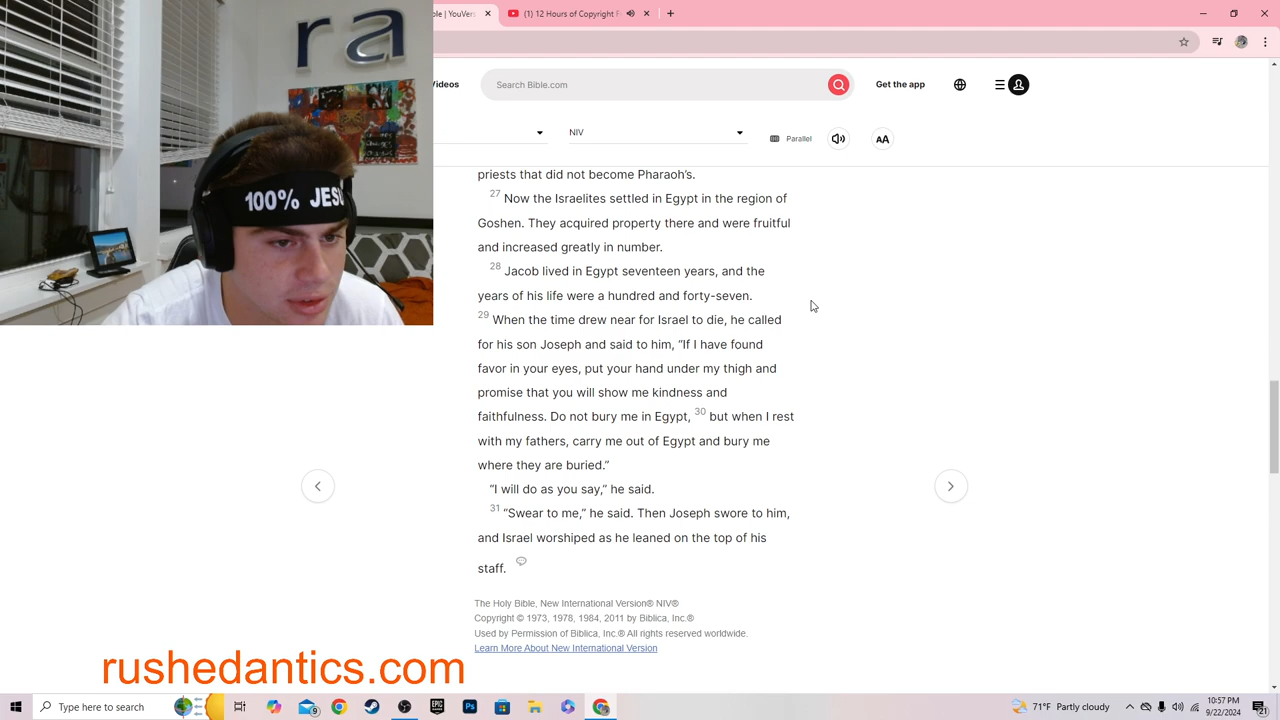 ra
100% JESU
ble | YouVers
(1) 12 Hours of Copyright F
Videos
Search Bible.com
Get the app
NIV
Parallel
AA
priests that did not become Pharaoh's.
27 Now the Israelites settled in Egypt in the region of
Goshen. They acquired property there and were fruitful
and increased greatly in number.
28 Jacob lived in Egypt seventeen years, and the
years of his life were a hundred and forty-seven.
29 When the time drew near for Israel to die, he called
for his son Joseph and said to him, “If I have found
favor in your eyes, put your hand under my thigh and
promise that you will show me kindness and
faithfulness. Do not bury me in Egypt, 30 but when I rest
with my fathers, carry me out of Egypt and bury me
where they are buried.”
“I will do as you say,” he said.
31 “Swear to me,” he said. Then Joseph swore to him,
and Israel worshiped as he leaned on the top of his
staff.
The Holy Bible, New International Version® NIV®
Copyright © 1973, 1978, 1984, 2011 by Biblica, Inc.®
Used by Permission of Biblica, Inc.® All rights reserved worldwide.
Learn More About New International Version
rushedantics.com
Type here to search
9
EPIC
Ps
71°F Partly cloudy
10:57 PM
9/22/2024
21